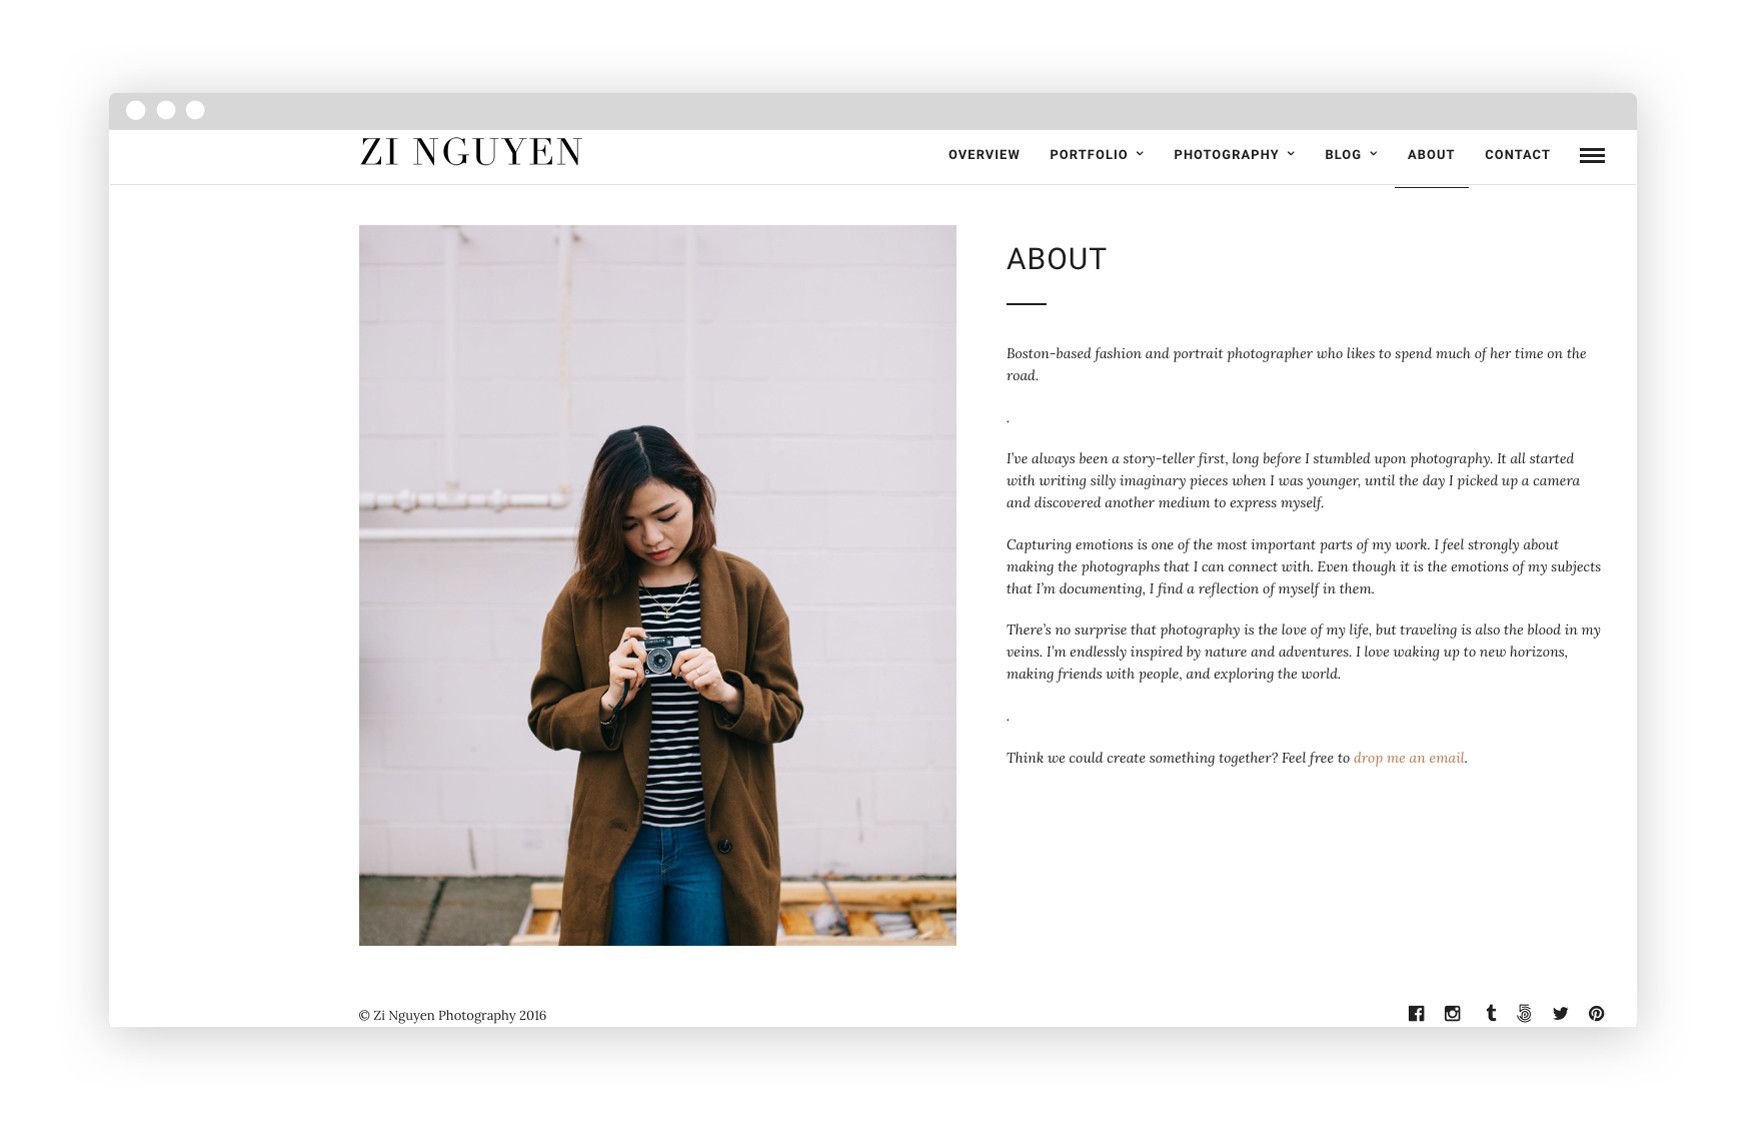 ZI NGUYEN
OVERVIEW PORTFOLIO PHOTOGRAPHY BLOG ABOUT CONTACT
ABOUT
Boston-based fashion and portrait photographer who likes to spend much of her time on the
road.
.
I've always been a story-teller first, long before I stumbled upon photography. It all started
with writing silly imaginary pieces when I was younger, until the day I picked up a camera
and discovered another medium to express myself.
Capturing emotions is one of the most important parts of my work. I feel strongly about
making the photographs that I can connect with. Even though it is the emotions of my subjects
that I'm documenting, I find a reflection of myself in them.
There's no surprise that photography is the love of my life, but traveling is also the blood in my
veins. I'm endlessly inspired by nature and adventures. I love waking up to new horizons,
making friends with people, and exploring the world.
.
Think we could create something together? Feel free to drop me an email.
© Zi Nguyen Photography 2016